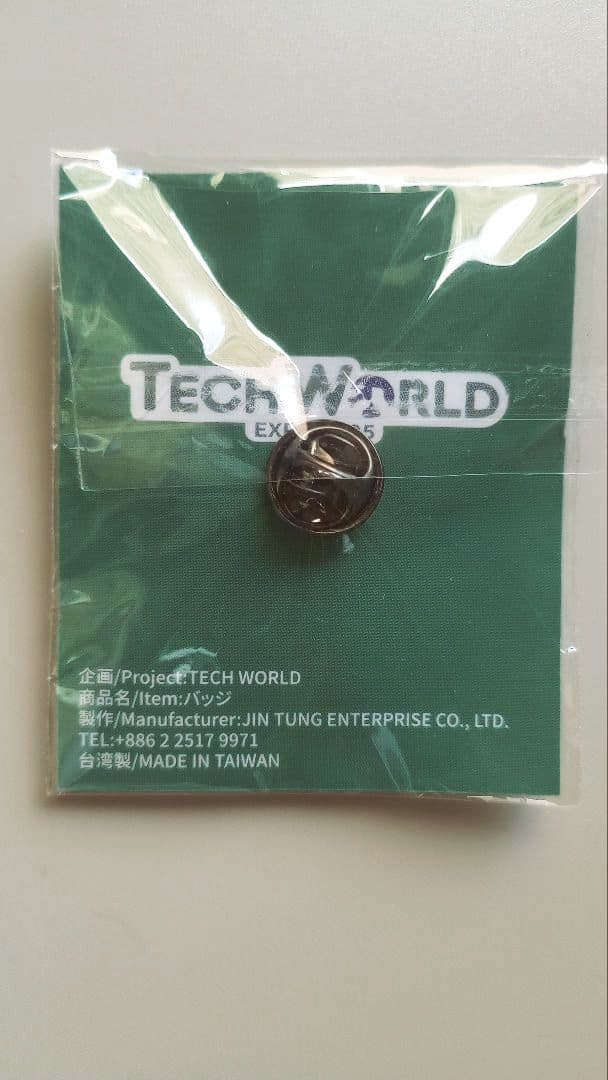 TECH WORLD
企画/Project:TECH WORLD
商品名/Item:バッジ
製作/Manufacturer:JIN TUNG ENTERPRISE CO., LTD.
TEL:+886 2 2517 9971
台湾製/MADE IN TAIWAN